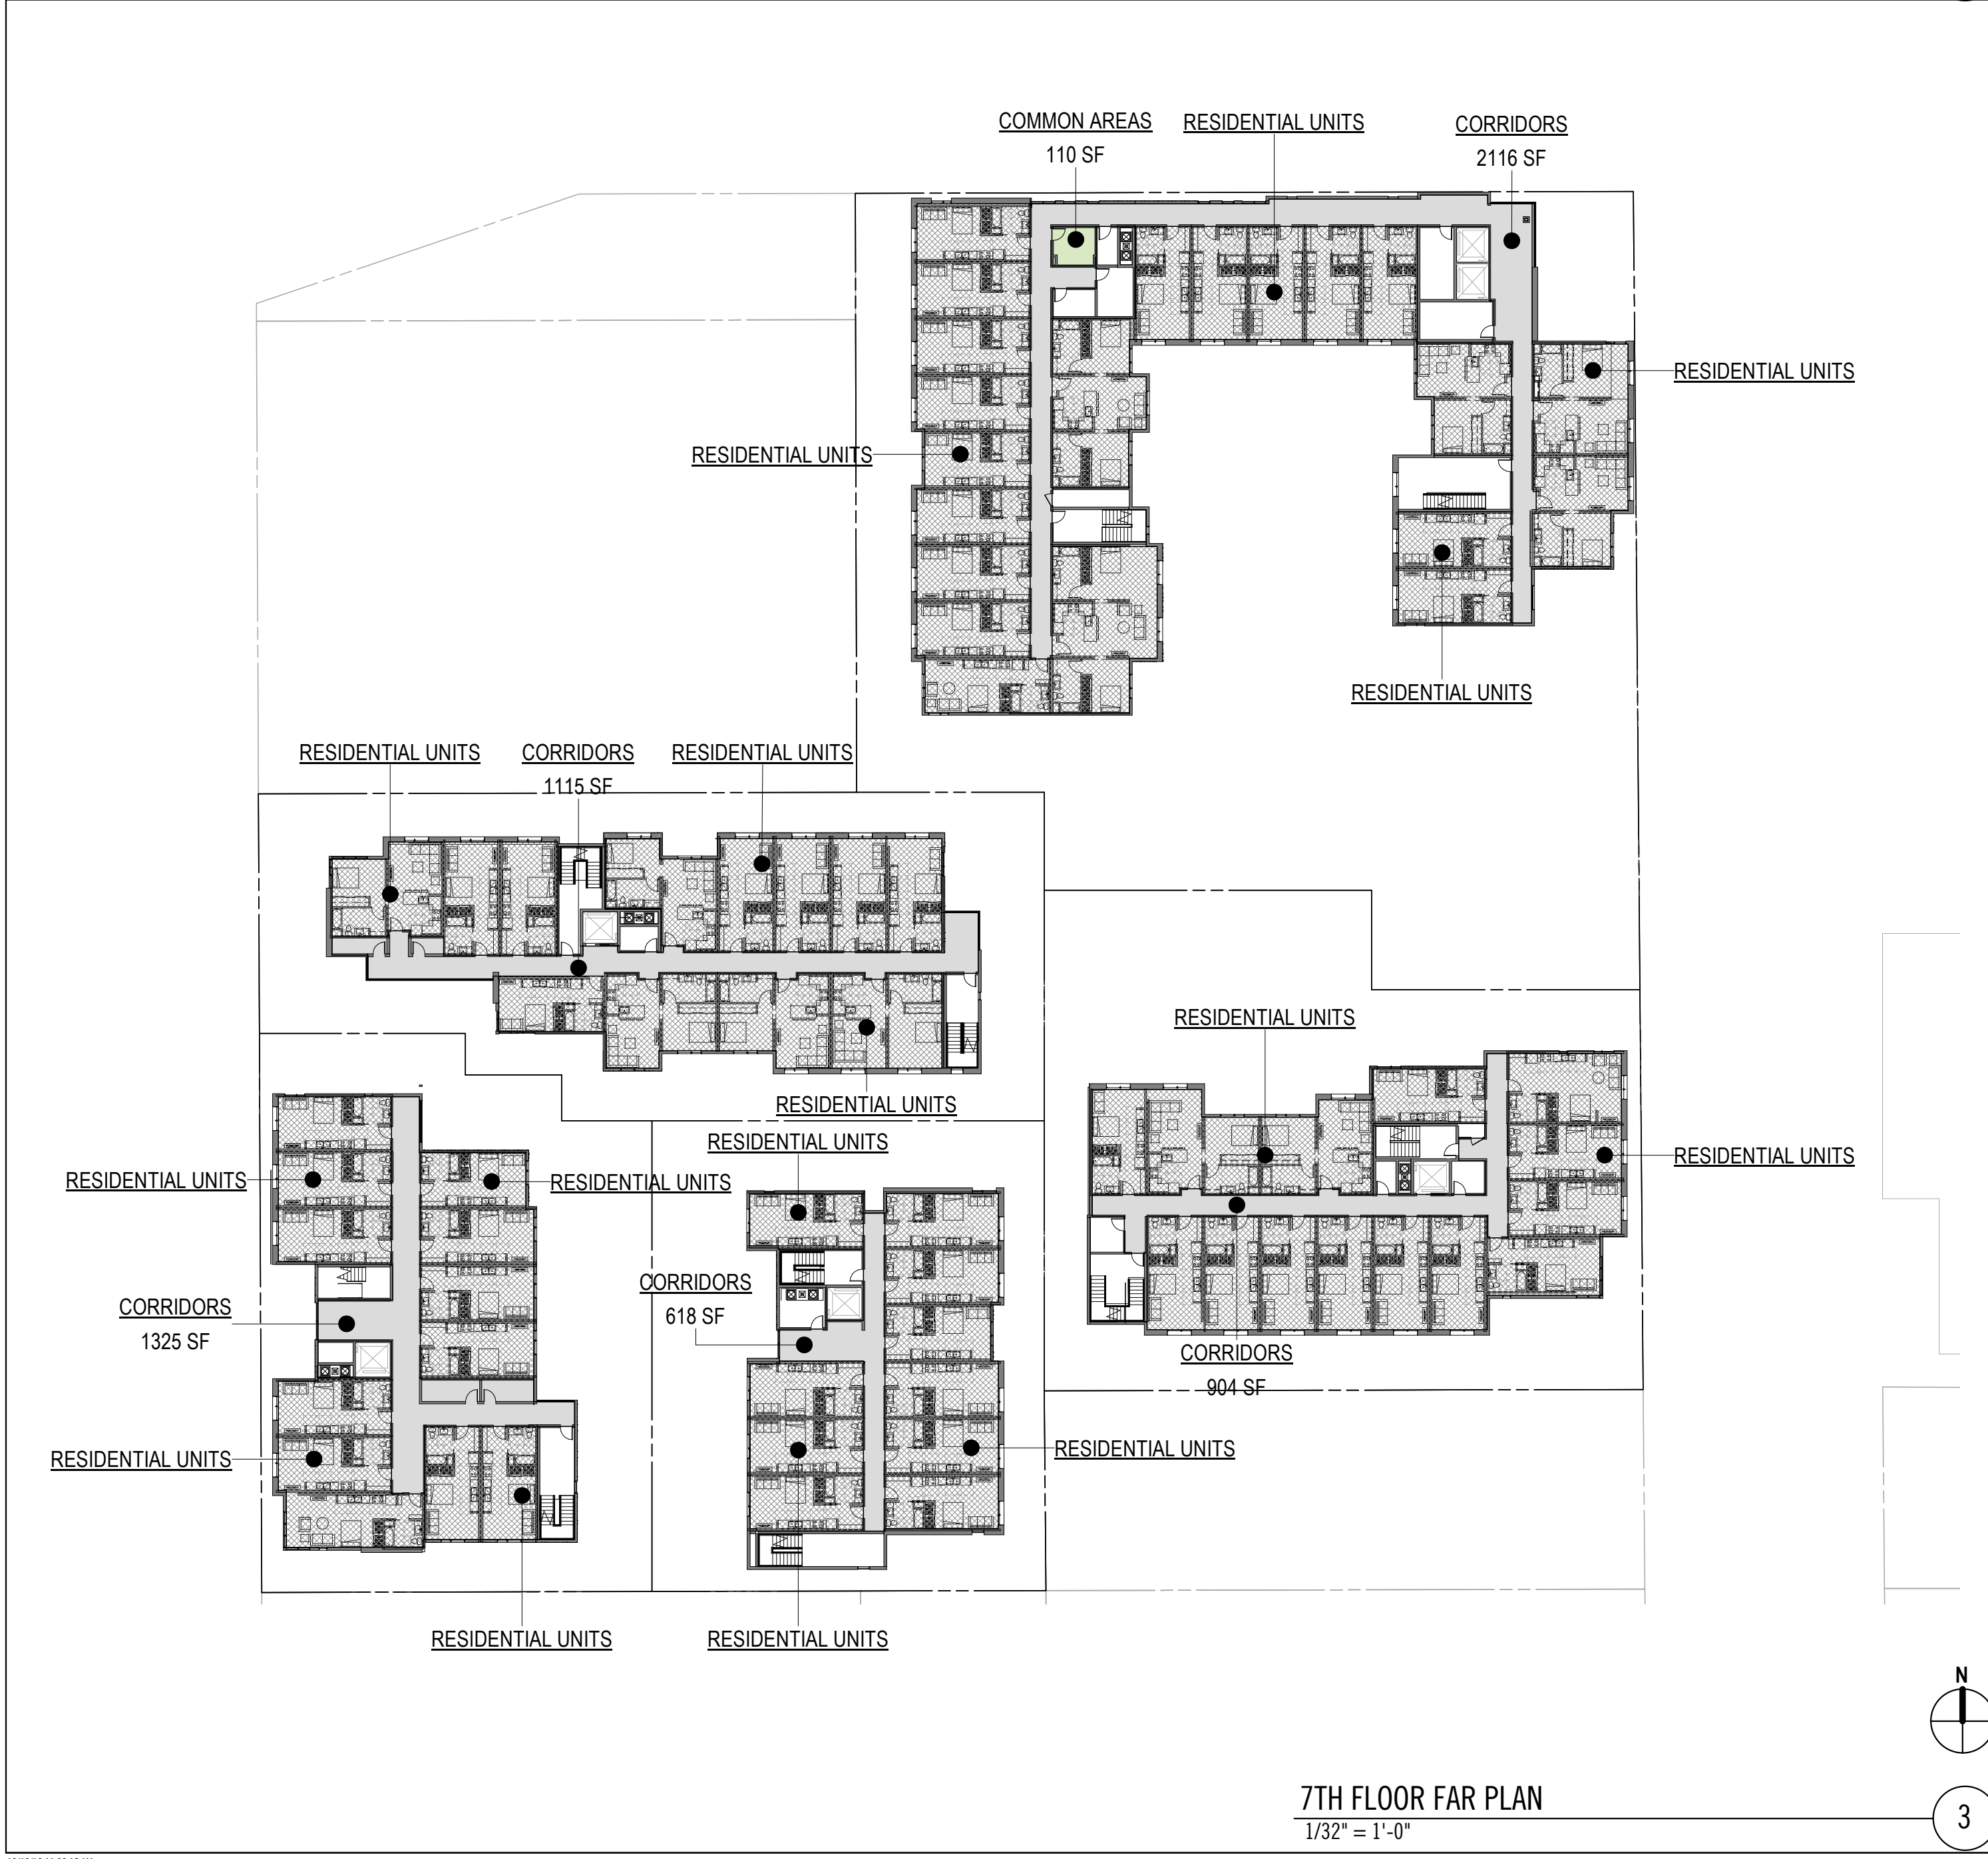 COMMON AREAS
110 SF
RESIDENTIAL UNITS
CORRIDORS
2116 SF
RESIDENTIAL UNITS
RESIDENTIAL UNITS
RESIDENTIAL UNITS
RESIDENTIAL UNITS
CORRIDORS
1115 SF
RESIDENTIAL UNITS
RESIDENTIAL UNITS
RESIDENTIAL UNITS
RESIDENTIAL UNITS
RESIDENTIAL UNITS
RESIDENTIAL UNITS
RESIDENTIAL UNITS
RESIDENTIAL UNITS
CORRIDORS
618 SF
CORRIDORS
1325 SF
CORRIDORS
904 SF
RESIDENTIAL UNITS
RESIDENTIAL UNITS
RESIDENTIAL UNITS
RESIDENTIAL UNITS
N
7TH FLOOR FAR PLAN
1/32" = 1'-0"
3